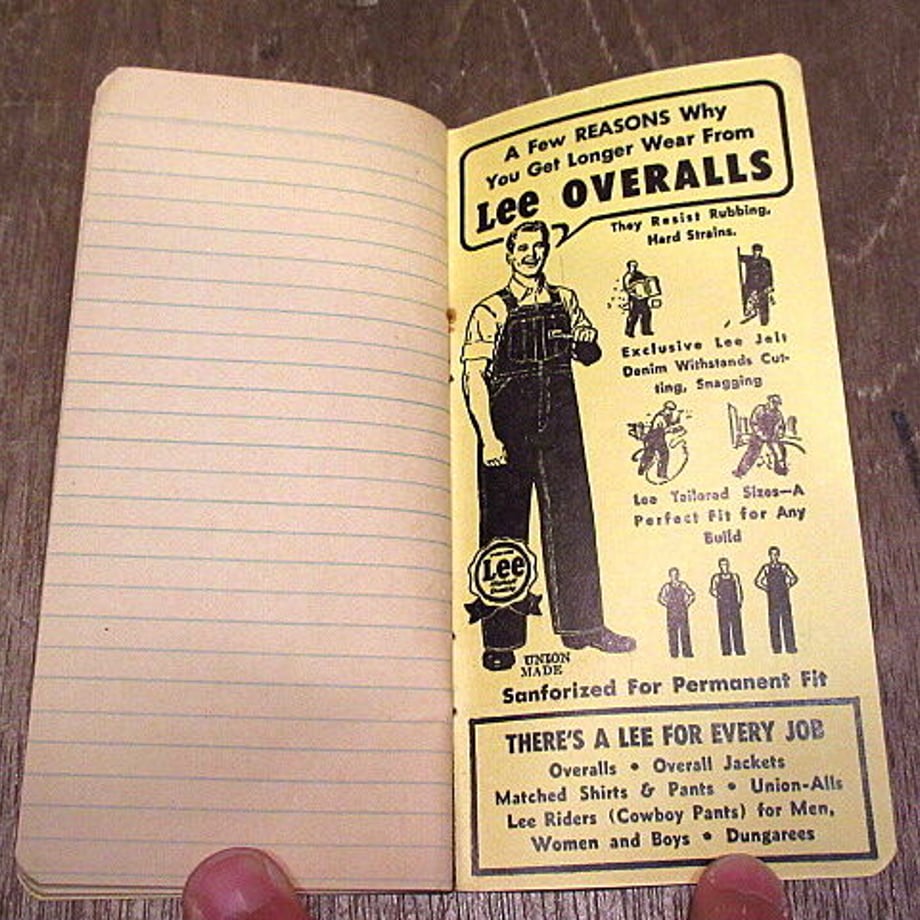 A Few REASONS Why
You Get Longer Wear From
Lee OVERALLS
They Resist Rubbing,
Hard Strains.
Exclusive Lee Jelt
Denim Withstands Cut-
ting, Snagging
Lee Tailored Sizes—A
Perfect Fit for Any
Build
Lee
UNION
MADE
Sanforized For Permanent Fit
THERE'S A LEE FOR EVERY JOB
Overalls • Overall Jackets
Matched Shirts & Pants • Union-Alls
Lee Riders (Cowboy Pants) for Men,
Women and Boys • Dungarees